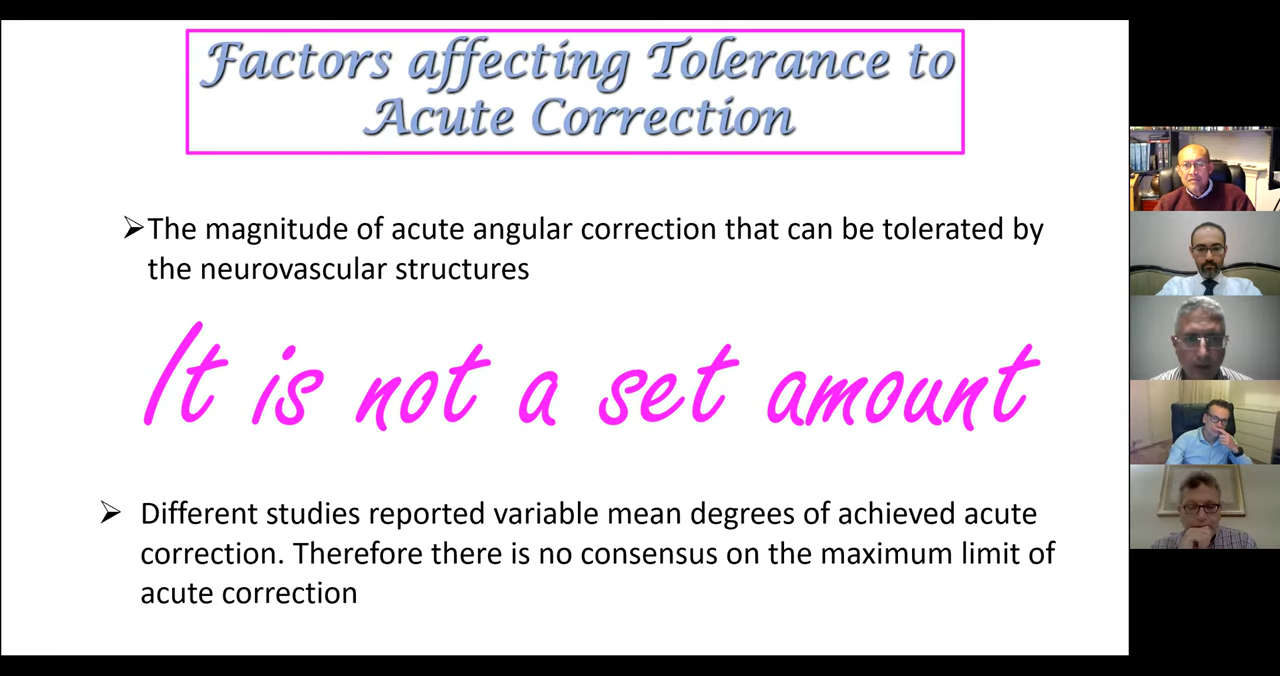 Factors affecting Tolerance to
Acute Correction
➢The magnitude of acute angular correction that can be tolerated by
the neurovascular structures
It is not a set amount
➢ Different studies reported variable mean degrees of achieved acute
correction. Therefore there is no consensus on the maximum limit of
acute correction